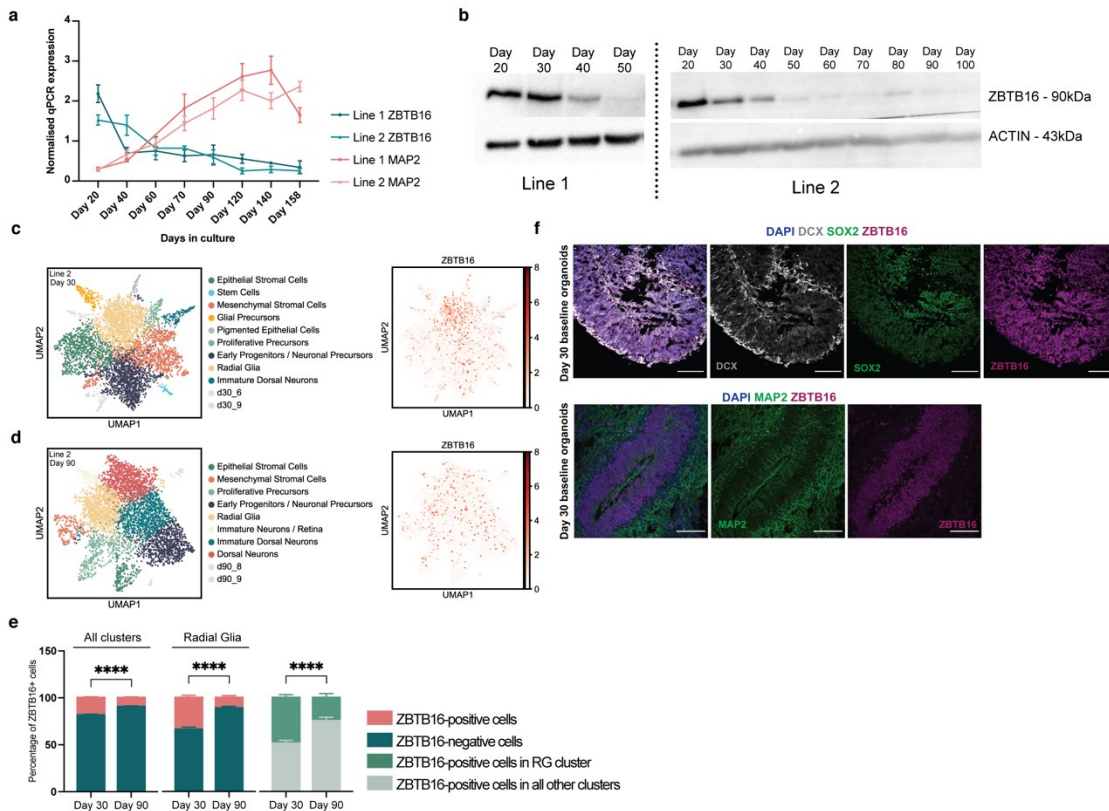 a
Normalised qPCR expression
4
3
2
1
0
Day 20
Day 40
Day 60
Day 70
Day 90
Day 120
Day 140
Day 158
Days in culture
Line 1 ZBTB16
Line 2 ZBTB16
Line 1 MAP2
Line 2 MAP2
b
Day 20
Day 30
Day 40
Day 50
Day 20
Day 30
Day 40
Day 50
Day 60
Day 70
Day 80
Day 90
Day 100
ZBTB16 - 90kDa
ACTIN - 43kDa
Line 1
Line 2
c
Line 2
Day 30
UMAP2
UMAP1
Epithelial Stromal Cells
Stem Cells
Mesenchymal Stromal Cells
Glial Precursors
Pigmented Epithelial Cells
Proliferative Precursors
Early Progenitors / Neuronal Precursors
Radial Glia
Immature Dorsal Neurons
d30_6
d30_9
ZBTB16
UMAP2
UMAP1
8
6
4
2
0
d
Line 2
Day 90
UMAP2
UMAP1
Epithelial Stromal Cells
Mesenchymal Stromal Cells
Proliferative Precursors
Early Progenitors / Neuronal Precursors
Radial Glia
Immature Neurons / Retina
Immature Dorsal Neurons
Dorsal Neurons
d90_8
d90_9
ZBTB16
UMAP2
UMAP1
8
6
4
2
0
e
Percentage of ZBTB16+ cells
150
100
50
0
All clusters
Radial Glia
****
****
****
Day 30 Day 90
Day 30 Day 90
Day 30 Day 90
ZBTB16-positive cells
ZBTB16-negative cells
ZBTB16-positive cells in RG cluster
ZBTB16-positive cells in all other clusters
f
DAPI DCX SOX2 ZBTB16
Day 30 baseline organoids
DCX
SOX2
ZBTB16
DAPI MAP2 ZBTB16
Day 30 baseline organoids
MAP2
ZBTB16